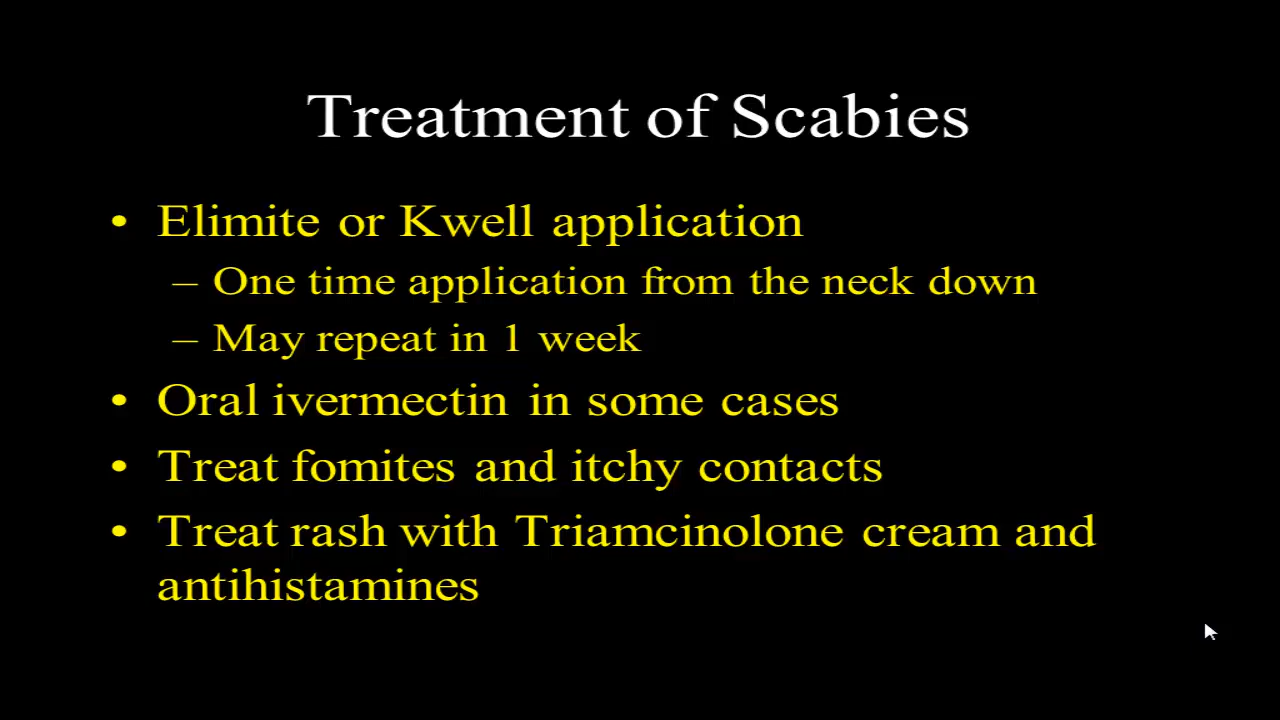 Treatment of Scabies
• Elimite or Kwell application
– One time application from the neck down
– May repeat in 1 week
• Oral ivermectin in some cases
• Treat fomites and itchy contacts
• Treat rash with Triamcinolone cream and
antihistamines